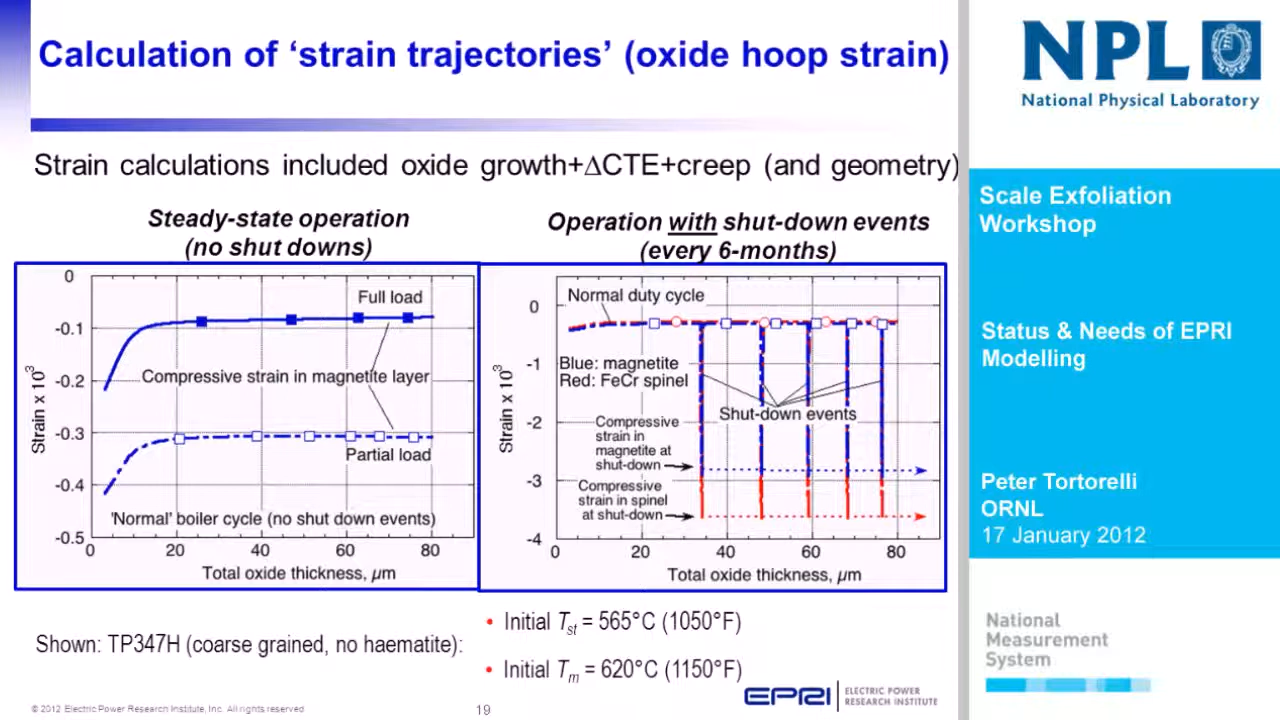 Calculation of ‘strain trajectories’ (oxide hoop strain)
Strain calculations included oxide growth+∆CTE+creep (and geometry)
Steady-state operation
(no shut downs)
0
-0.1
-0.2
-0.3
-0.4
-0.5
Strain x 10³
Full load
Compressive strain in magnetite layer
Partial load
'Normal' boiler cycle (no shut down events)
0
20
40
60
80
Total oxide thickness, µm
Operation with shut-down events
(every 6-months)
0
-1
-2
-3
-4
Strain x 10³
Normal duty cycle
Blue: magnetite
Red: FeCr spinel
Shut-down events
Compressive
strain in
magnetite at
shut-down
Compressive
strain in spinel
at shut-down
0
20
40
60
80
Total oxide thickness, µm
Shown: TP347H (coarse grained, no haematite):
• Initial Tst = 565°C (1050°F)
• Initial Tm = 620°C (1150°F)
© 2012 Electric Power Research Institute, Inc. All rights reserved
19
EPRI
ELECTRIC POWER
RESEARCH INSTITUTE
NPL
National Physical Laboratory
Scale Exfoliation
Workshop
Status & Needs of EPRI
Modelling
Peter Tortorelli
ORNL
17 January 2012
National
Measurement
System